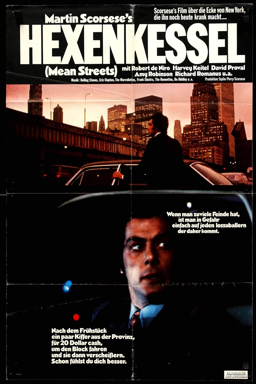 Martin Scorsese's
Scorsese's Film über die Ecke von New York,
die ihn noch heute krank macht....
HEXENKESSEL
(Mean Streets)
mit Robert de Niro Harvey Keitel David Proval
Amy Robinson Richard Romanus u.a.
Wenn man zuviele Feinde hat,
ist man in Gefahr
einfach auf jeden loszuballern
der daher kommt.
Nach dem Frühstück
ein paar Kiffer aus der Provinz,
für 20 Dollar cash,
um den Block fahren
und sie dann verscheißern.
Schon fühlst du dich besser.